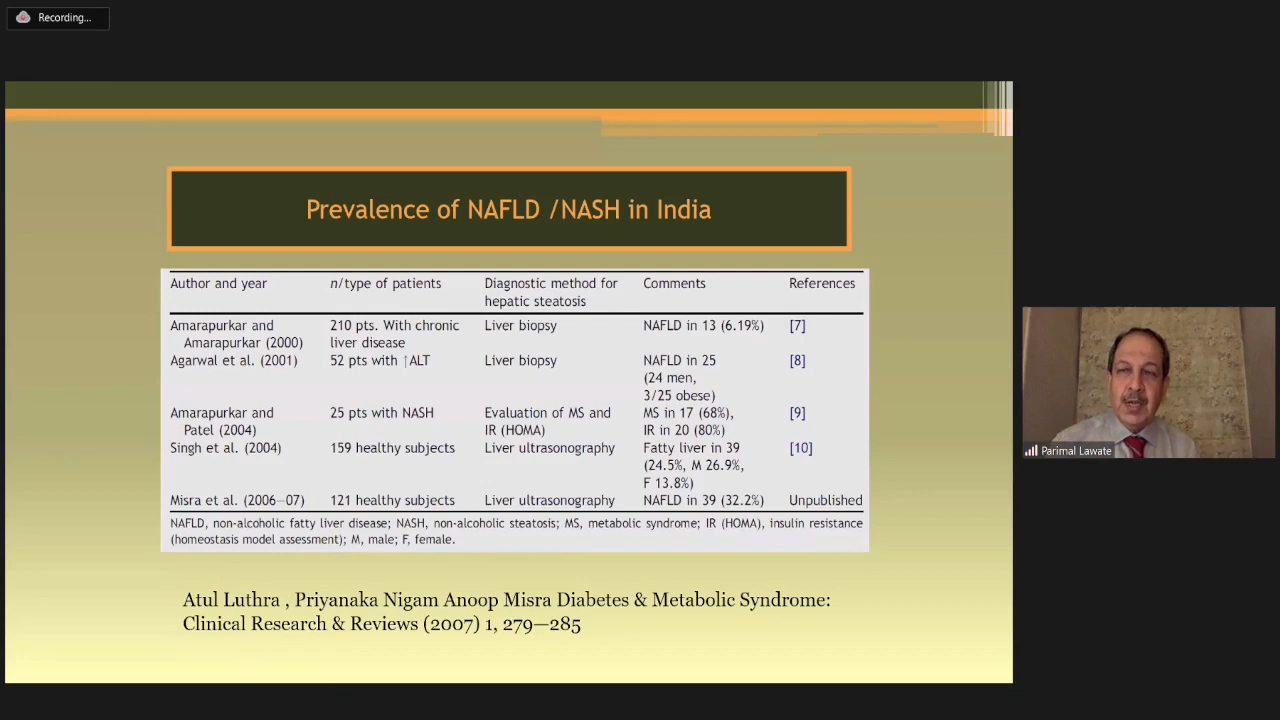 Recording...
Prevalence of NAFLD /NASH in India
Author and year n/type of patients Diagnostic method for hepatic steatosis Comments References
Amarapurkar and Amarapurkar (2000) 210 pts. With chronic liver disease Liver biopsy NAFLD in 13 (6.19%) [7]
Agarwal et al. (2001) 52 pts with ↑ALT Liver biopsy NAFLD in 25 (24 men, 3/25 obese) [8]
Amarapurkar and Patel (2004) 25 pts with NASH Evaluation of MS and IR (HOMA) MS in 17 (68%), IR in 20 (80%) [9]
Singh et al. (2004) 159 healthy subjects Liver ultrasonography Fatty liver in 39 (24.5%, M 26.9%, F 13.8%) [10]
Misra et al. (2006—07) 121 healthy subjects Liver ultrasonography NAFLD in 39 (32.2%) Unpublished
NAFLD, non-alcoholic fatty liver disease; NASH, non-alcoholic steatosis; MS, metabolic syndrome; IR (HOMA), insulin resistance
(homeostasis model assessment); M, male; F, female.
Atul Luthra , Priyanaka Nigam Anoop Misra Diabetes & Metabolic Syndrome:
Clinical Research & Reviews (2007) 1, 279—285
Parimal Lawate